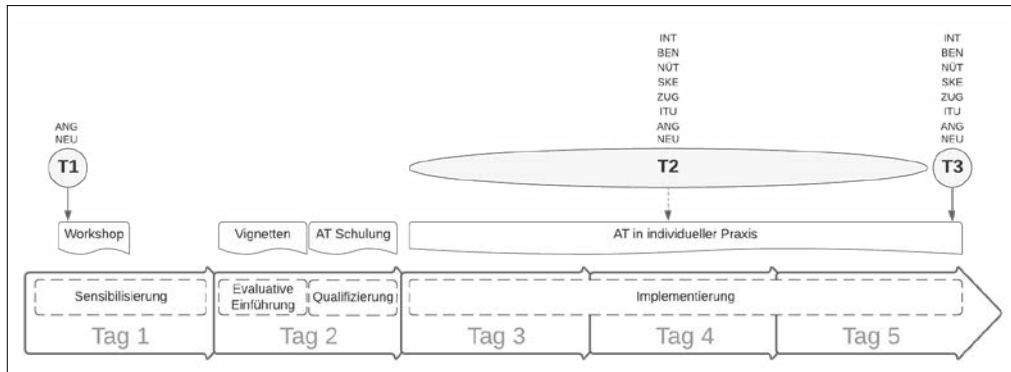 INT
BEN
NÜT
SKE
ZUG
ITU
ANG
NEU
INT
BEN
NÜT
SKE
ZUG
ITU
ANG
NEU
ANG
NEU
T1
T2
T3
Workshop
Vignetten
AT Schulung
AT in individueller Praxis
Sensibilisierung
Evaluative
Einführung
Qualifizierung
Implementierung
Tag 1
Tag 2
Tag 3
Tag 4
Tag 5